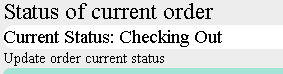 Status of current order
Current Status: Checking Out
Update order current status